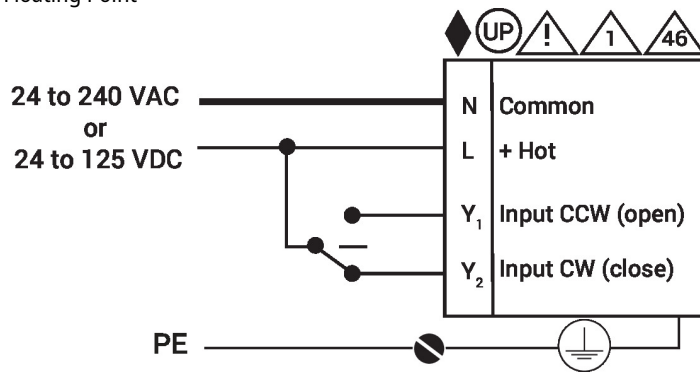 Floating Point
UP ! 1 46
24 to 240 VAC
or
24 to 125 VDC
N Common
L + Hot
Y1 Input CCW (open)
Y2 Input CW (close)
PE